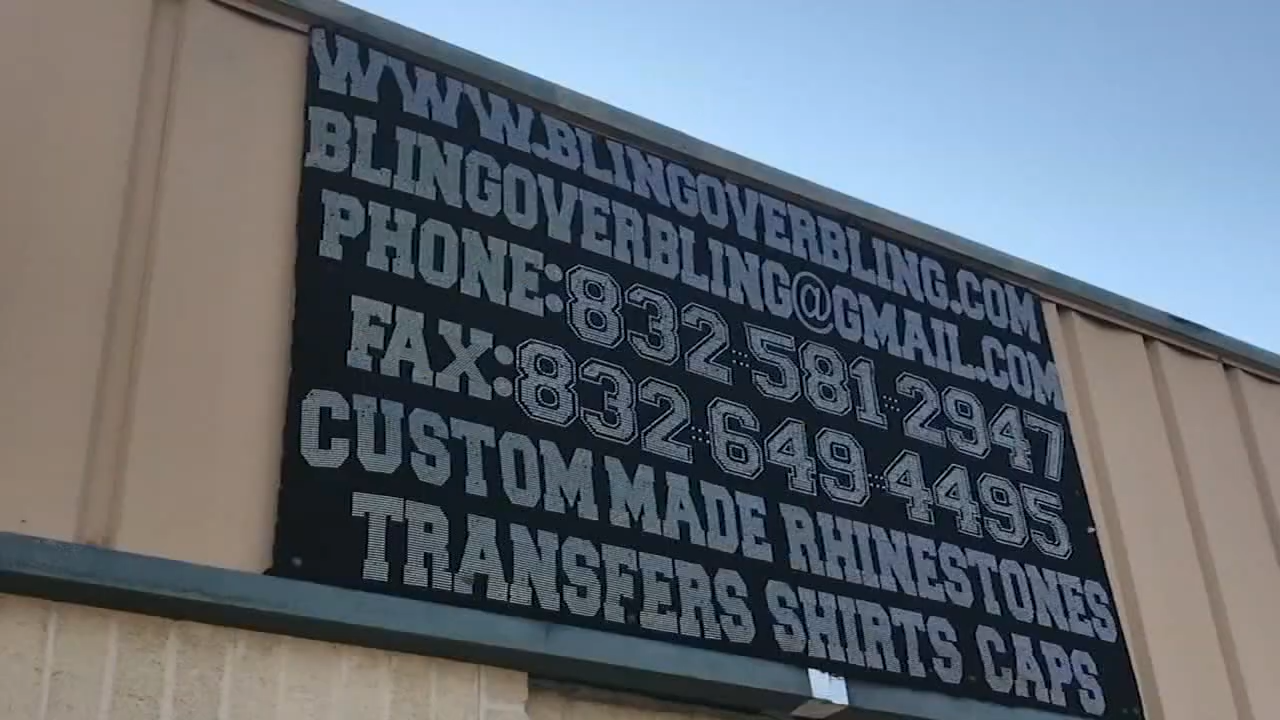 WWW.BLINGOVERBLING.COM
BLINGOVERBLING@GMAIL.COM
PHONE:832-581-2947
FAX:832-649-4495
CUSTOM MADE RHINESTONES
TRANSFERS SHIRTS CAPS